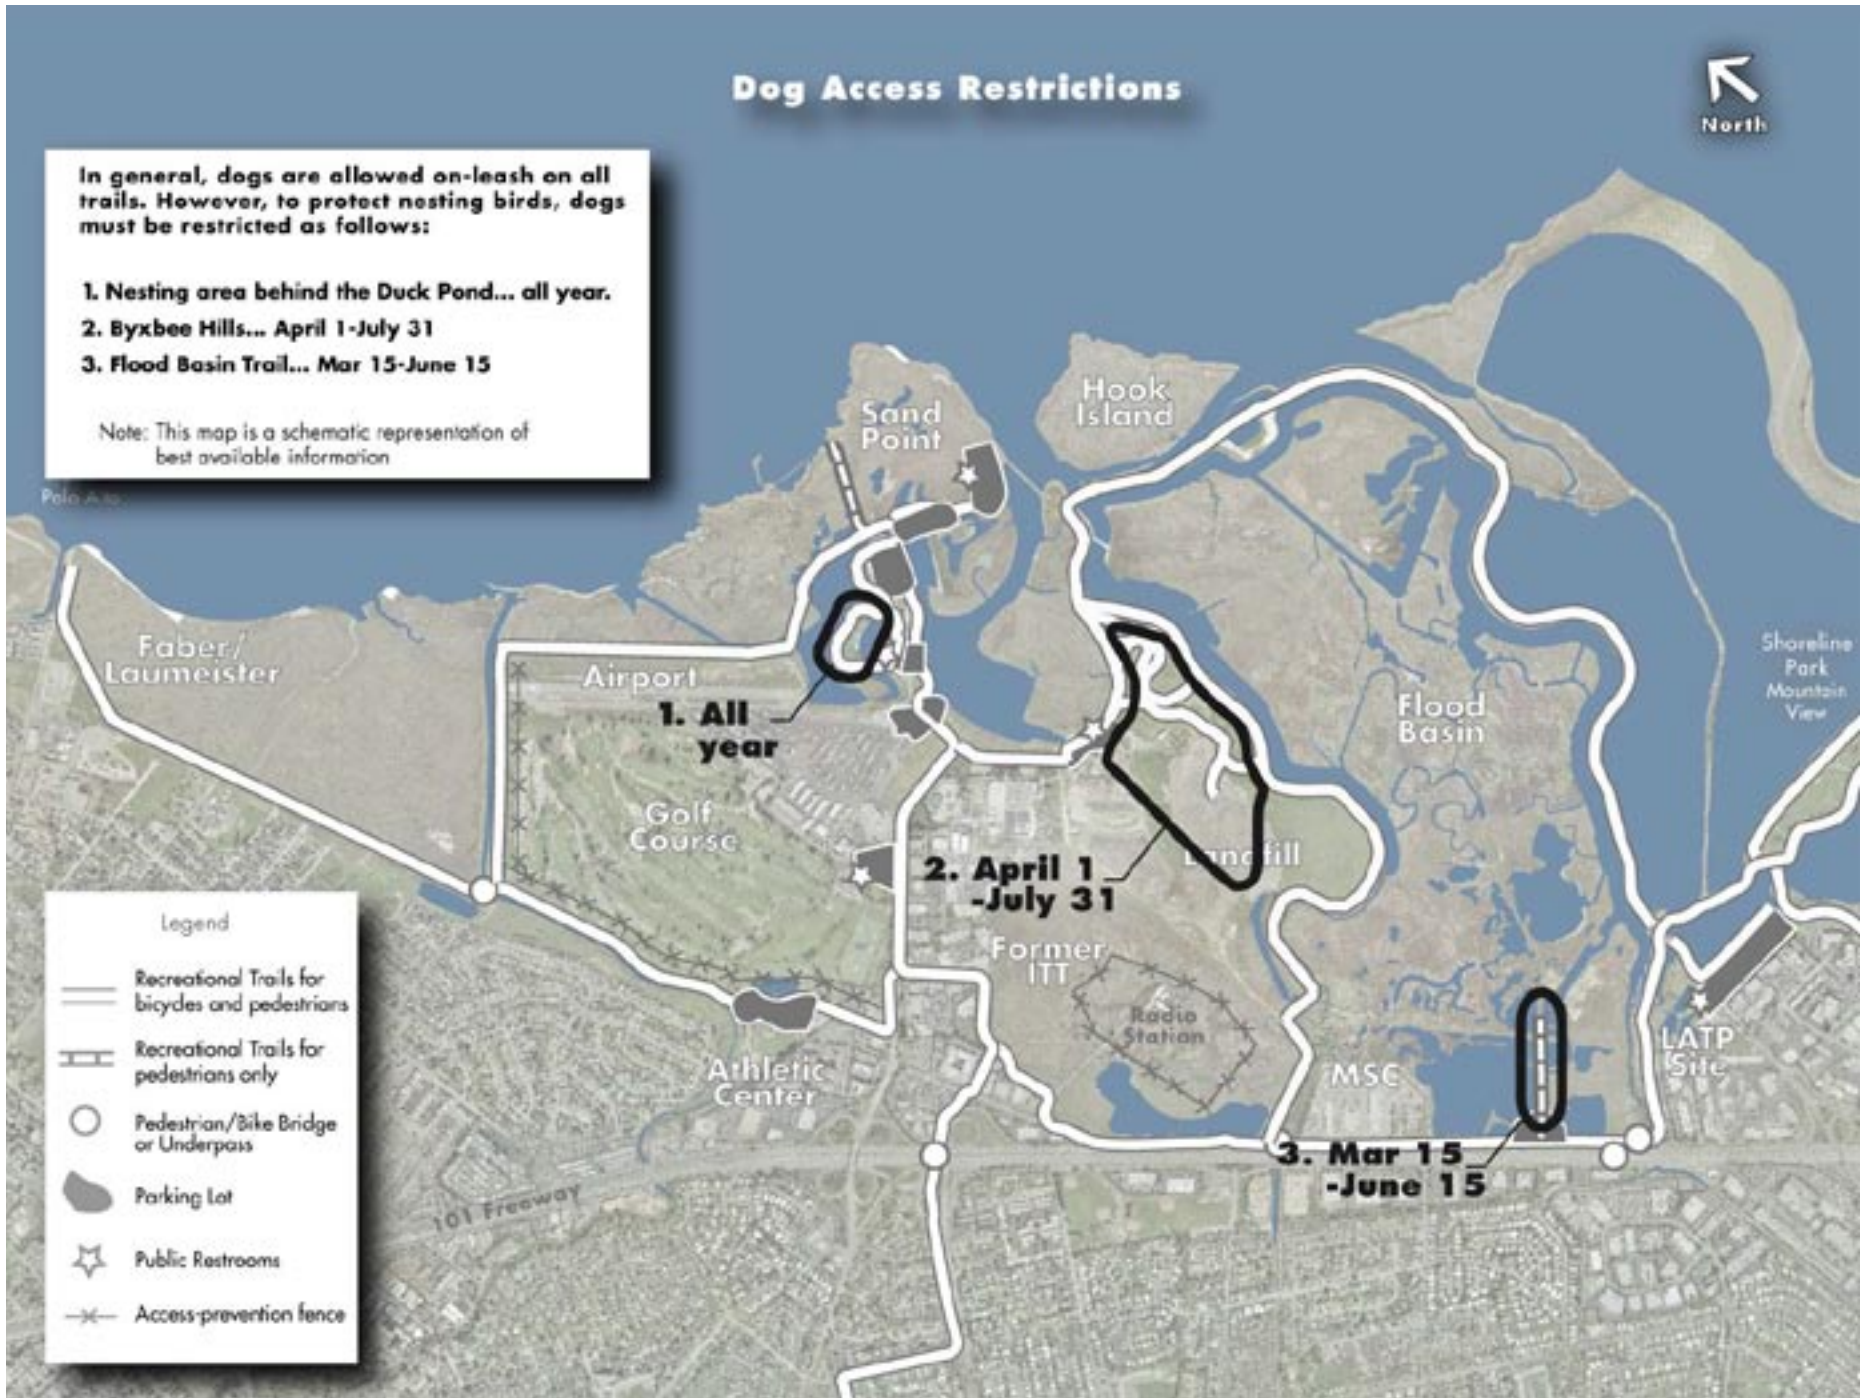 Dog Access Restrictions
North
In general, dogs are allowed on-leash on all
trails. However, to protect nesting birds, dogs
must be restricted as follows:
1. Nesting area behind the Duck Pond... all year.
2. Byxbee Hills... April 1-July 31
3. Flood Basin Trail... Mar 15-June 15
Note: This map is a schematic representation of
best available information
Palo Alto
Sand
Point
Hook
Island
Faber/
Laumeister
Airport
1. All
year
Flood
Basin
Shoreline
Park
Mountain
View
Golf
Course
2. April 1
-July 31
Landfill
Former
ITT
Radio
Station
Athletic
Center
MSC
LATP
Site
3. Mar 15
-June 15
101 Freeway
Legend
Recreational Trails for
bicycles and pedestrians
Recreational Trails for
pedestrians only
Pedestrian/Bike Bridge
or Underpass
Parking Lot
Public Restrooms
Access-prevention fence